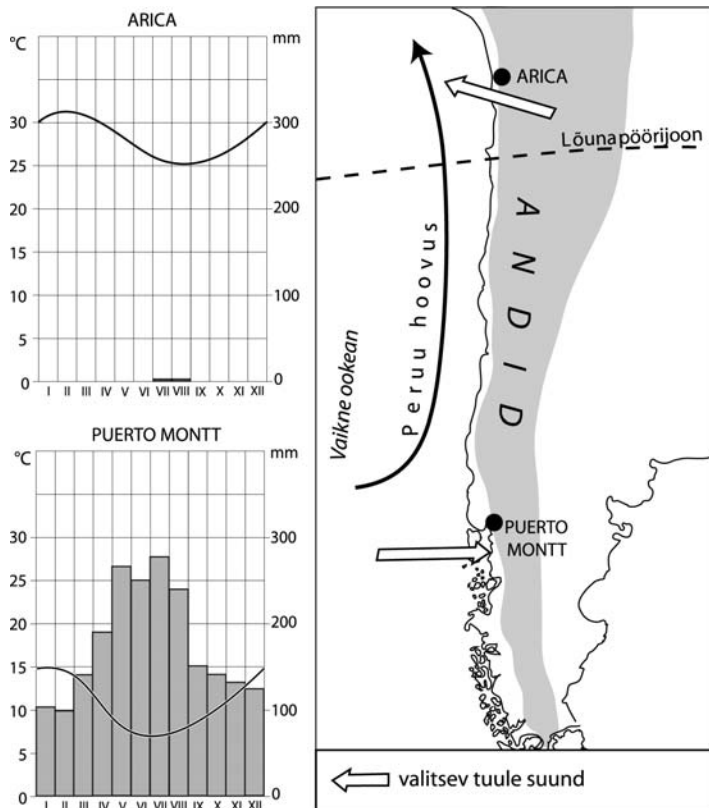 ARICA
°C
mm
30
25
20
15
10
5
0
300
200
100
0
I II III IV V VI VII VIII IX X XI XII
PUERTO MONTT
°C
mm
30
25
20
15
10
5
0
300
200
100
0
I II III IV V VI VII VIII IX X XI XII
ARICA
Lõunapöörijoon
ANDID
Peruu hoovus
Vaikne ookean
PUERTO
MONTT
valitsev tuule suund